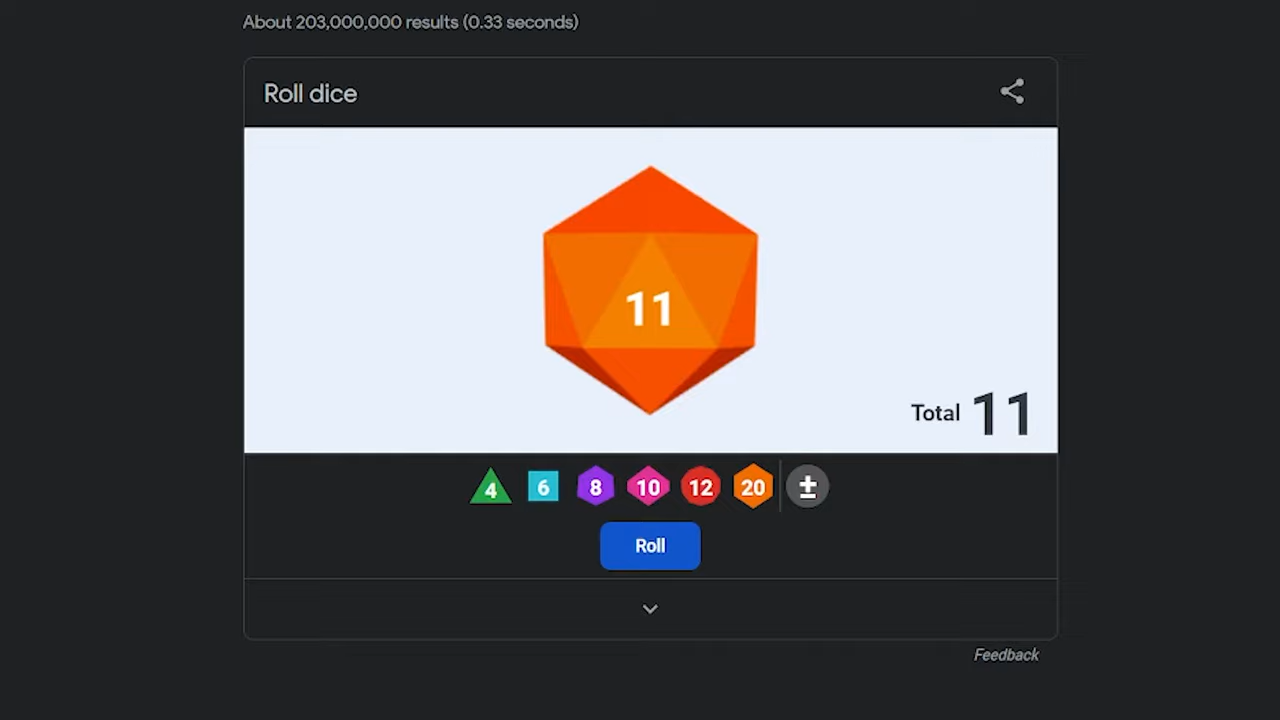 About 203,000,000 results (0.33 seconds)
Roll dice
11
Total 11
4 6 8 10 12 20 ±
Roll
Feedback